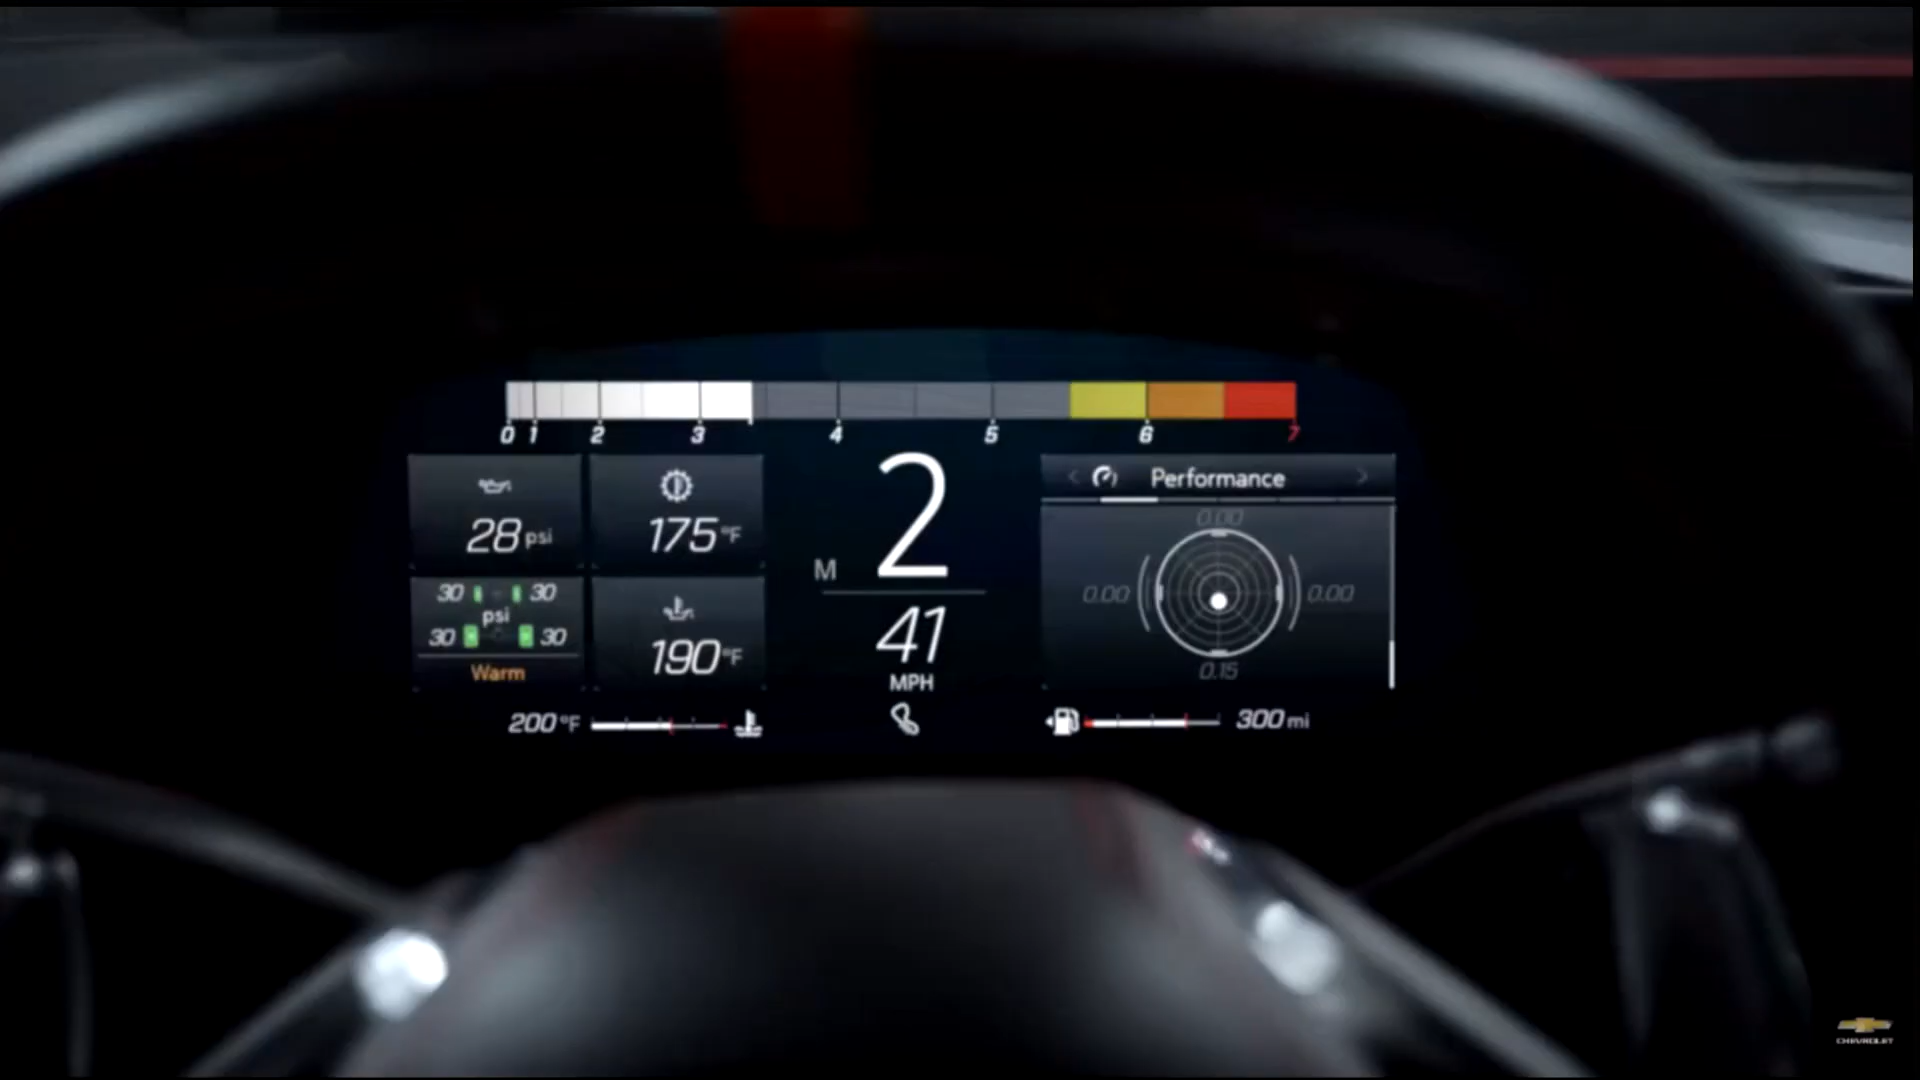 0 1 2 3 4 5 6 7
28 psi
175 °F
2
M
Performance
0.00
0.00
0.00
0.15
30 30
psi
30 30
Warm
190 °F
41
MPH
200 °F
300 mi
CHEVROLET